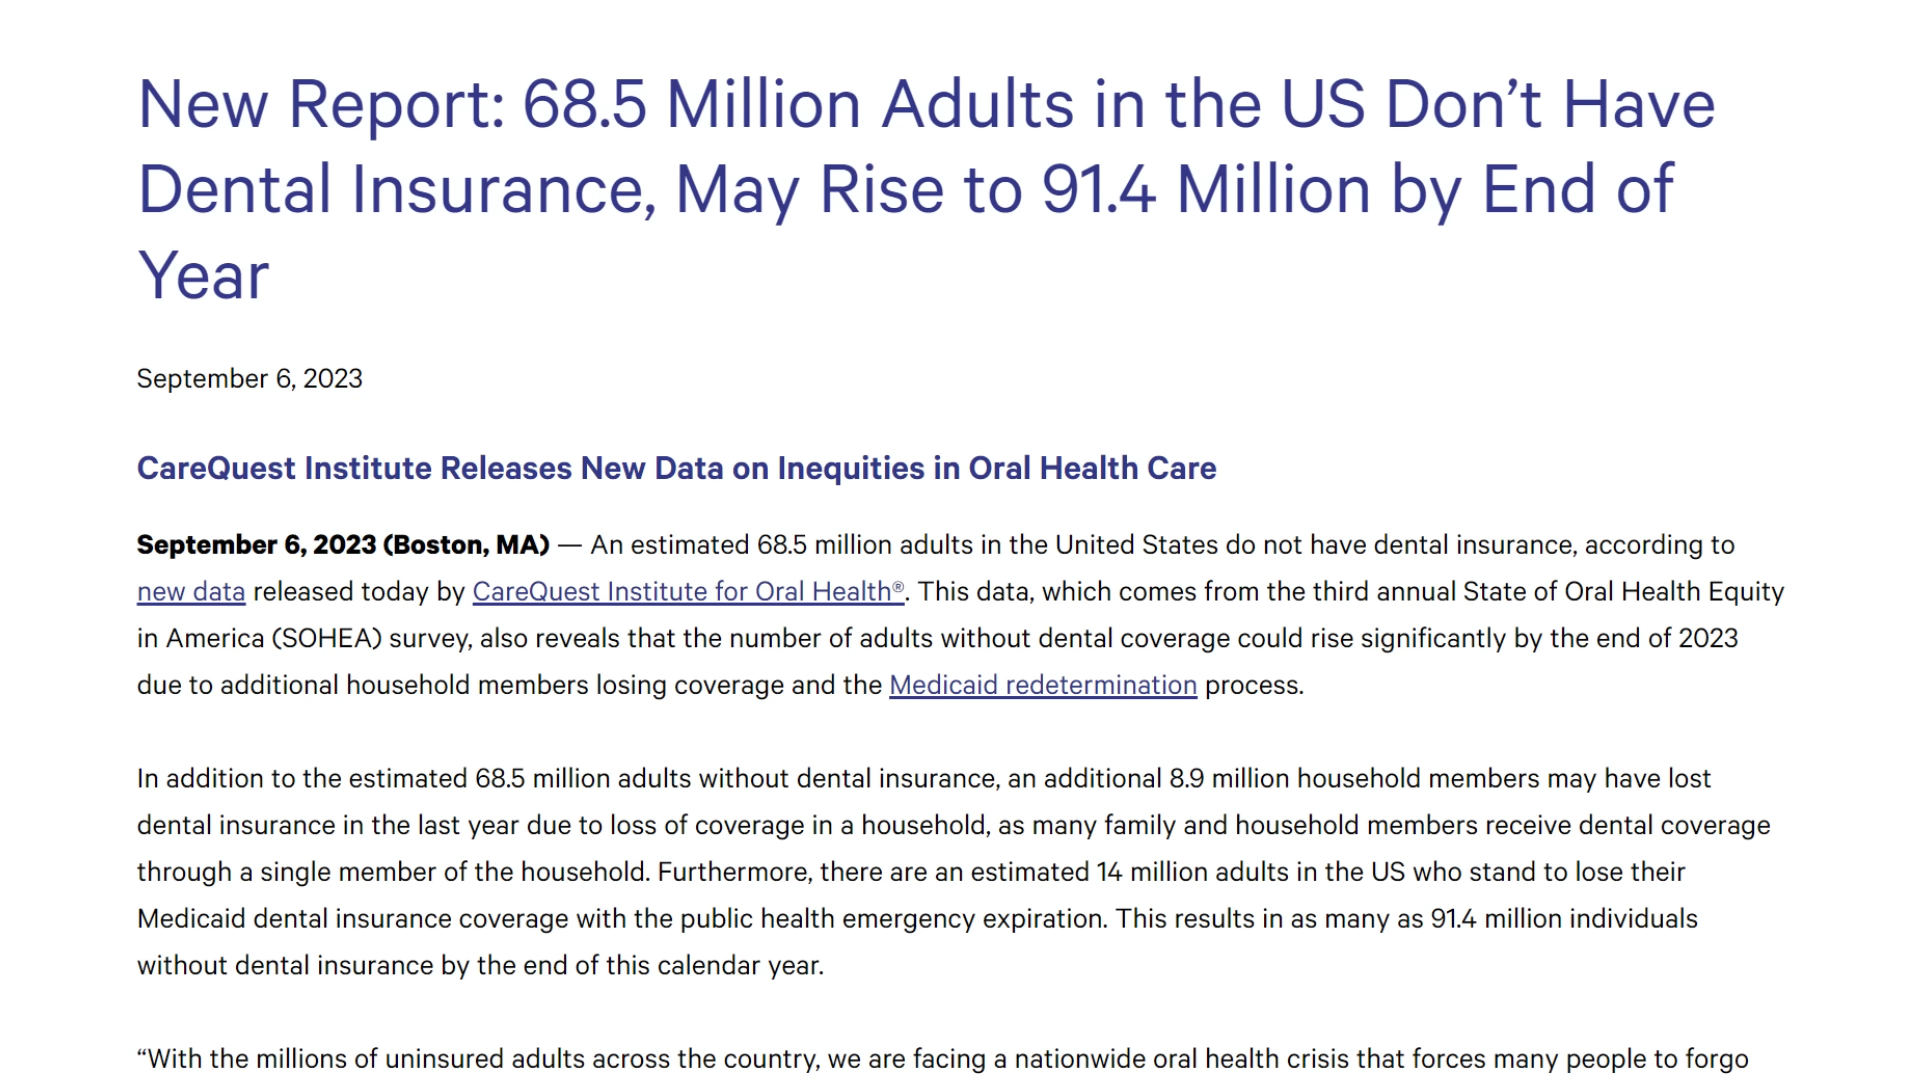 New Report: 68.5 Million Adults in the US Don’t Have
Dental Insurance, May Rise to 91.4 Million by End of
Year
September 6, 2023
CareQuest Institute Releases New Data on Inequities in Oral Health Care
September 6, 2023 (Boston, MA) — An estimated 68.5 million adults in the United States do not have dental insurance, according to
new data released today by CareQuest Institute for Oral Health®. This data, which comes from the third annual State of Oral Health Equity
in America (SOHEA) survey, also reveals that the number of adults without dental coverage could rise significantly by the end of 2023
due to additional household members losing coverage and the Medicaid redetermination process.
In addition to the estimated 68.5 million adults without dental insurance, an additional 8.9 million household members may have lost
dental insurance in the last year due to loss of coverage in a household, as many family and household members receive dental coverage
through a single member of the household. Furthermore, there are an estimated 14 million adults in the US who stand to lose their
Medicaid dental insurance coverage with the public health emergency expiration. This results in as many as 91.4 million individuals
without dental insurance by the end of this calendar year.
“With the millions of uninsured adults across the country, we are facing a nationwide oral health crisis that forces many people to forgo